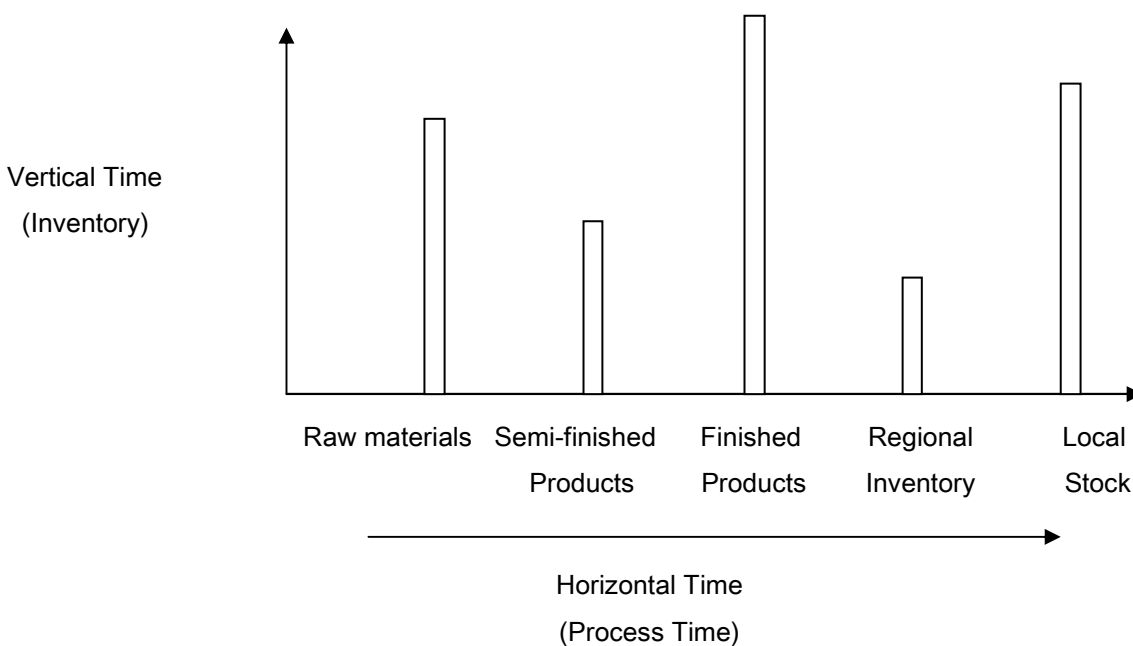 Vertical Time
(Inventory)
Raw materials
Semi-finished
Products
Finished
Products
Regional
Inventory
Local
Stock
Horizontal Time
(Process Time)